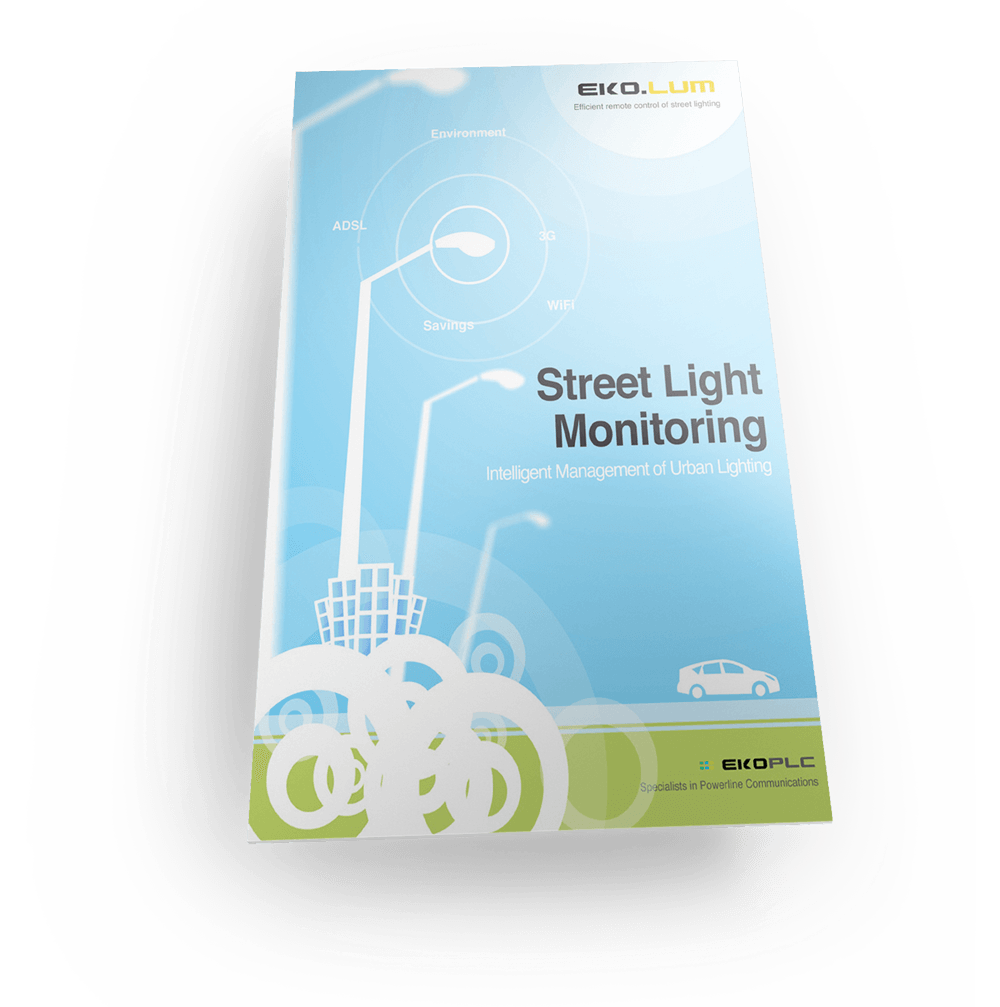 EKO.LUM
Efficient remote control of street lighting
Environment
ADSL
3G
WiFi
Savings
Street Light
Monitoring
Intelligent Management of Urban Lighting
EKOPLC
Specialists in Powerline Communications